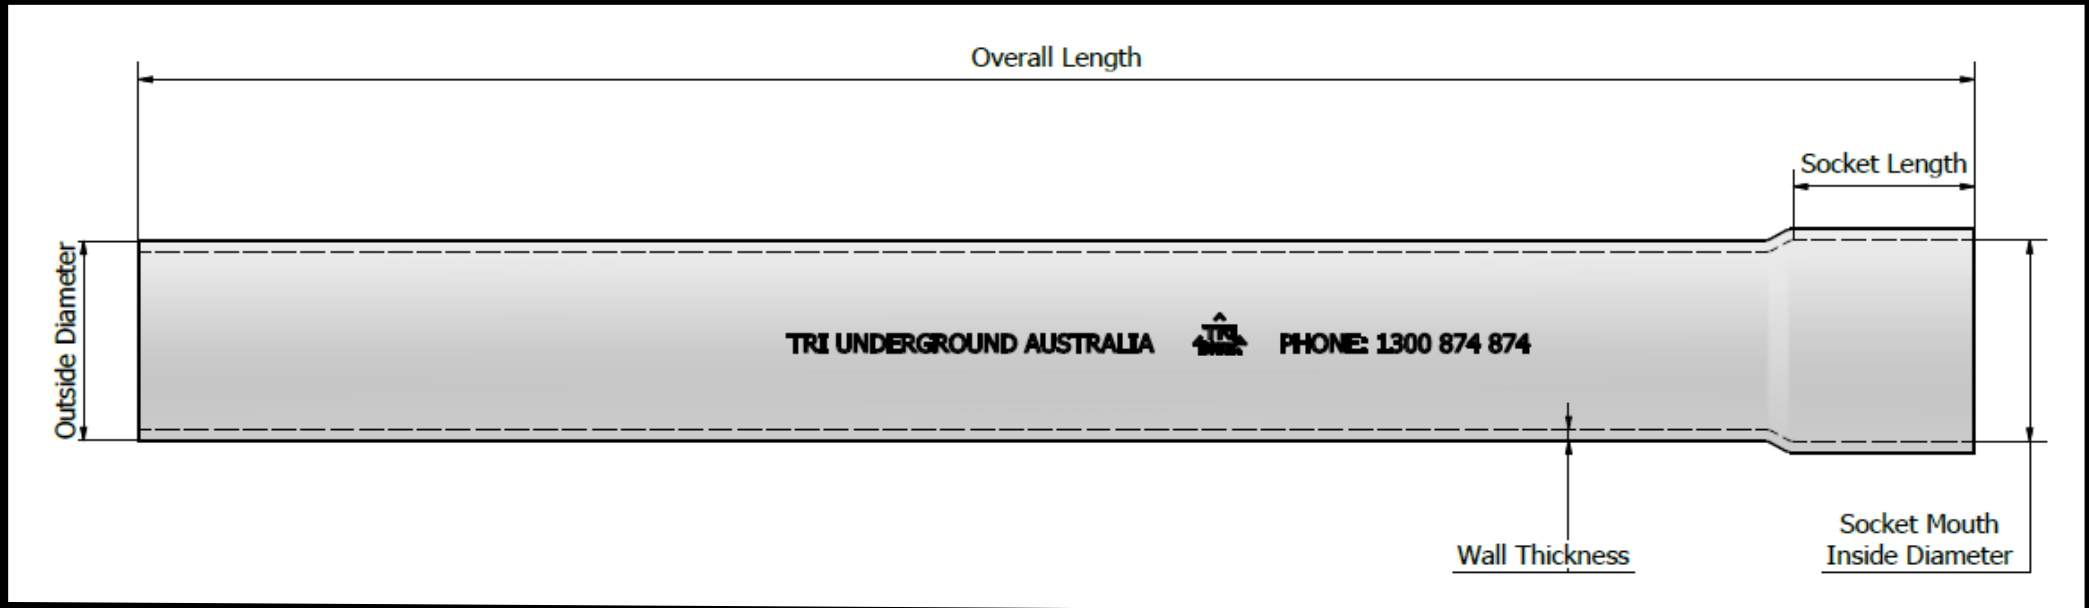 Overall Length
Socket Length
Outside Diameter
TRI UNDERGROUND AUSTRALIA TRI PHONE: 1300 874 874
Wall Thickness
Socket Mouth
Inside Diameter